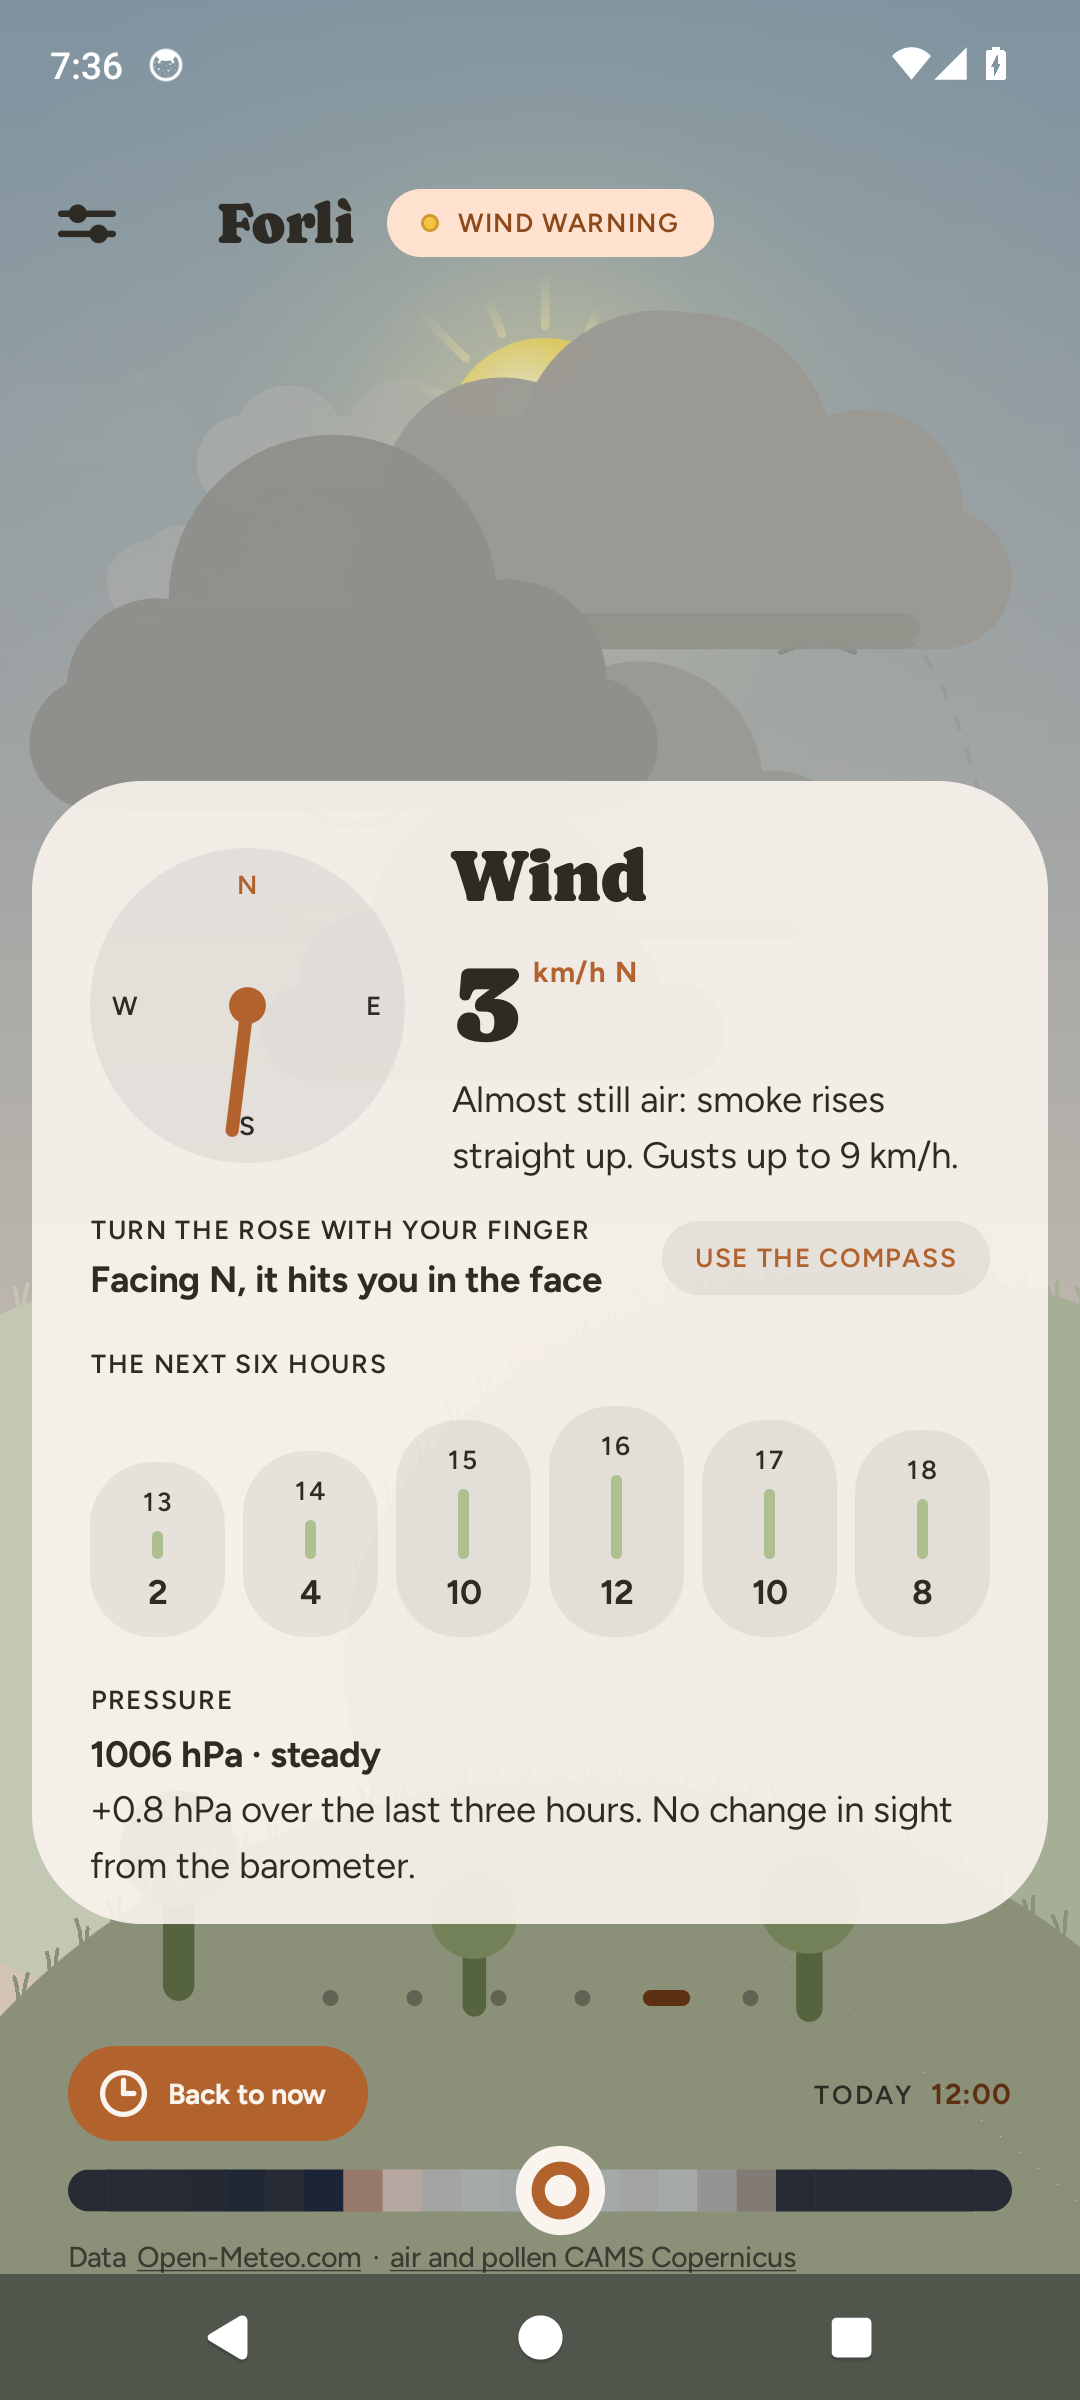 7:36
Forlì
WIND WARNING
N
W
E
S
Wind
3 km/h N
Almost still air: smoke rises
straight up. Gusts up to 9 km/h.
TURN THE ROSE WITH YOUR FINGER
Facing N, it hits you in the face
USE THE COMPASS
THE NEXT SIX HOURS
13 14 15 16 17 18
2 4 10 12 10 8
PRESSURE
1006 hPa · steady
+0.8 hPa over the last three hours. No change in sight
from the barometer.
Back to now
TODAY 12:00
Data Open-Meteo.com · air and pollen CAMS Copernicus